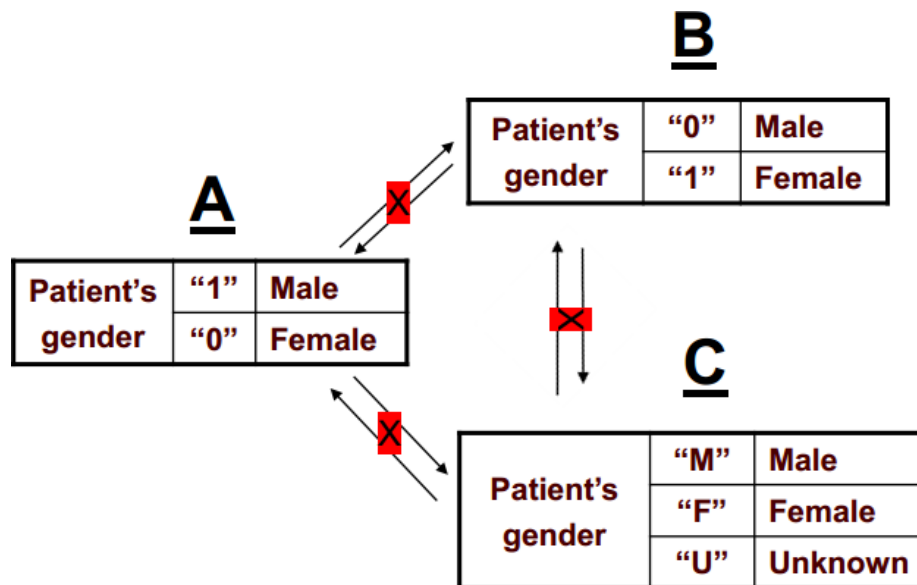 B
Patient's
gender
“0” Male
“1” Female
X
A
Patient's
gender
“1” Male
“0” Female
X
C
X
Patient's
gender
“M” Male
“F” Female
“U” Unknown